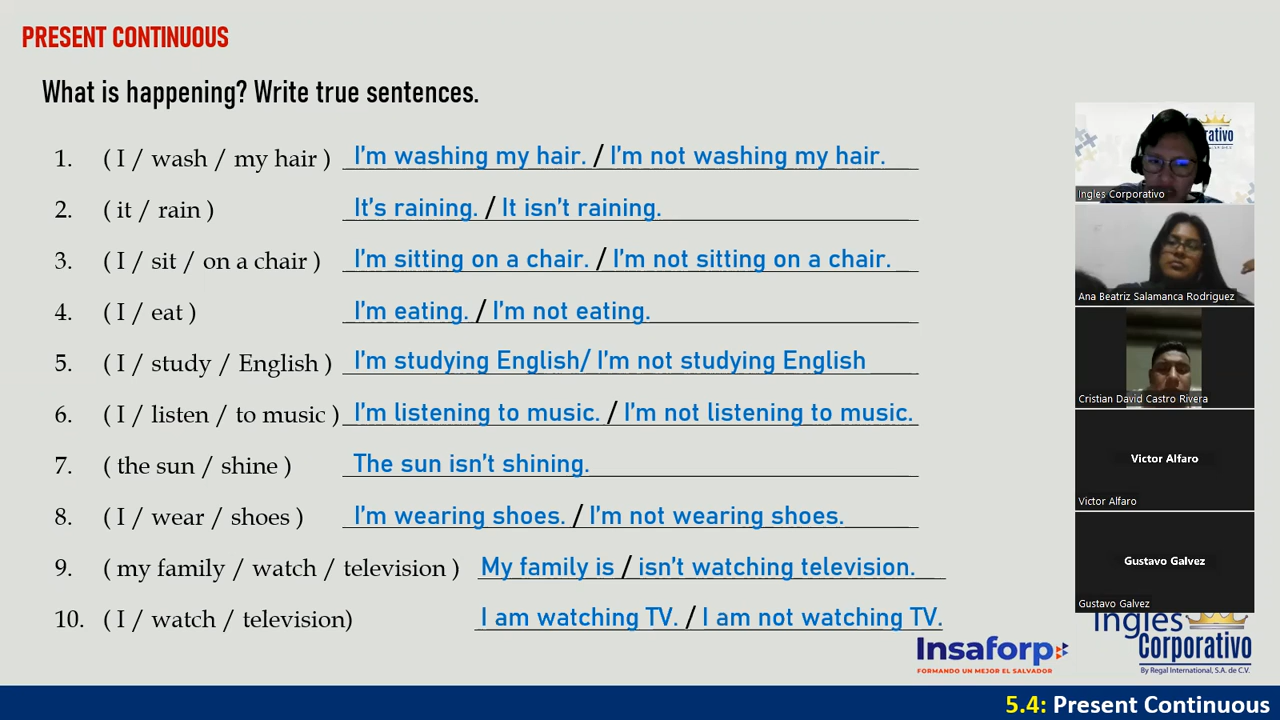 PRESENT CONTINUOUS
What is happening? Write true sentences.
1. ( I / wash / my hair ) I'm washing my hair. / I'm not washing my hair.
2. ( it / rain ) It's raining. / It isn't raining.
3. ( I / sit / on a chair ) I'm sitting on a chair. / I'm not sitting on a chair.
4. ( I / eat ) I'm eating. / I'm not eating.
5. ( I / study / English ) I'm studying English/ I'm not studying English
6. ( I / listen / to music ) I'm listening to music. / I'm not listening to music.
7. ( the sun / shine ) The sun isn't shining.
8. ( I / wear / shoes ) I'm wearing shoes. / I'm not wearing shoes.
9. ( my family / watch / television ) My family is / isn't watching television.
10. ( I / watch / television) I am watching TV. / I am not watching TV.
Ingles Corporativo
Ana Beatriz Salamanca Rodriguez
Cristian David Castro Rivera
Victor Alfaro
Victor Alfaro
Gustavo Galvez
Gustavo Galvez
Insaforp
FORMANDO UN MEJOR EL SALVADOR
Ingles
Corporativo
By Regal International, S.A. de C.V.
5.4: Present Continuous